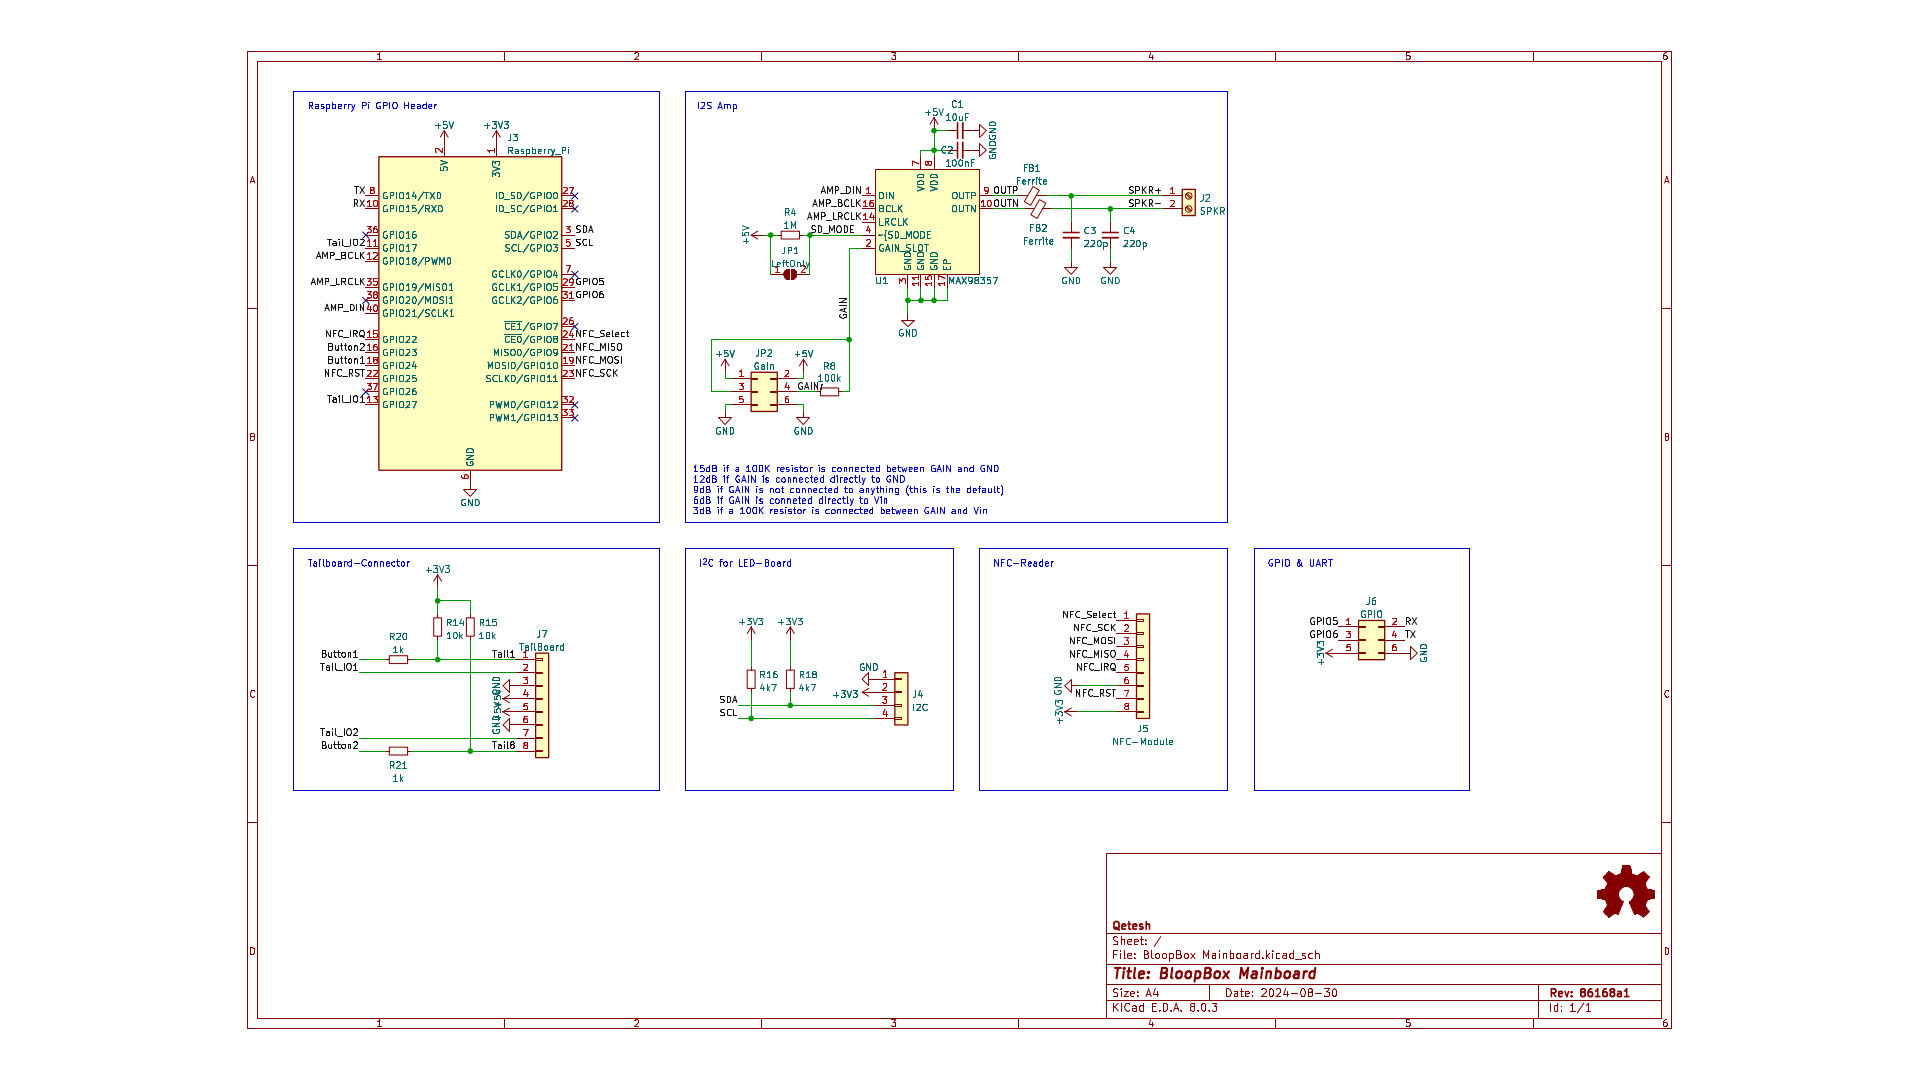 1 2 3 4 5 6
A
B
C
D
A
B
C
D
Raspberry Pi GPIO Header
+5V +3V3
J3
Raspberry_Pi
2 1
5V 3V3
TX 8 GPIO14/TXD ID_SD/GPIO0 27
RX 10 GPIO15/RXD ID_SC/GPIO1 28
36 GPIO16 SDA/GPIO2 3 SDA
Tail_IO2 11 GPIO17 SCL/GPIO3 5 SCL
AMP_BCLK 12 GPIO18/PWM0
GCLK0/GPIO4 7
AMP_LRCLK 35 GPIO19/MISO1 GCLK1/GPIO5 29 GPIO5
38 GPIO20/MOSI1 GCLK2/GPIO6 31 GPIO6
AMP_DIN 40 GPIO21/SCLK1
CE1/GPIO7 26
NFC_IRQ 15 GPIO22 CE0/GPIO8 24 NFC_Select
Button2 16 GPIO23 MISO0/GPIO9 21 NFC_MISO
Button1 18 GPIO24 MOSI0/GPIO10 19 NFC_MOSI
NFC_RST 22 GPIO25 SCLK0/GPIO11 23 NFC_SCK
37 GPIO26
Tail_IO1 13 GPIO27 PWM0/GPIO12 32
PWM1/GPIO13 33
GND
6
GND
I2S Amp
C1
+5V 10uF
GND
C2 GND
100nF
7 8
VDD VDD
AMP_DIN 1 DIN OUTP 9 OUTP
AMP_BCLK 16 BCLK OUTN 10 OUTN
AMP_LRCLK 14 LRCLK
SD_MODE 4 ~{SD_MODE
2 GAIN_SLOT
GND GND GND EP
3 11 15 17
U1 MAX98357
GND
R4
1M
+5V
JP1
LeftOnly
1 2
FB1
Ferrite
FB2
Ferrite
SPKR+ 1
SPKR- 2
J2
SPKR
C3
220p
C4
220p
GND GND
GAIN
+5V JP2 +5V
Gain
R8
100k
1 2
3 4 GAINr
5 6
GND GND
15dB if a 100K resistor is connected between GAIN and GND
12dB if GAIN is connected directly to GND
9dB if GAIN is not connected to anything (this is the default)
6dB if GAIN is conneted directly to Vin
3dB if a 100K resistor is connected between GAIN and Vin
Tailboard-Connector
+3V3
R14
10k
R15
10k
R20
1k
J7
TailBoard
Button1 Tail1 1
Tail_IO1 2
GND 3
+5V 4
+5V 5
GND 6
Tail_IO2 7
Button2 Tail8 8
R21
1k
I²C for LED-Board
+3V3 +3V3
R16
4k7
R18
4k7
GND 1
+3V3 2
SDA 3
SCL 4
J4
I2C
NFC-Reader
NFC_Select 1
NFC_SCK 2
NFC_MOSI 3
NFC_MISO 4
NFC_IRQ 5
GND 6
NFC_RST 7
+3V3 8
J5
NFC-Module
GPIO & UART
J6
GPIO
GPIO5 1 2 RX
GPIO6 3 4 TX
+3V3 5 6 GND
Qetesh
Sheet: /
File: BloopBox Mainboard.kicad_sch
Title: BloopBox Mainboard
Size: A4 Date: 2024-08-30 Rev: 86168a1
KiCad E.D.A. 8.0.3 Id: 1/1
1 2 3 4 5 6